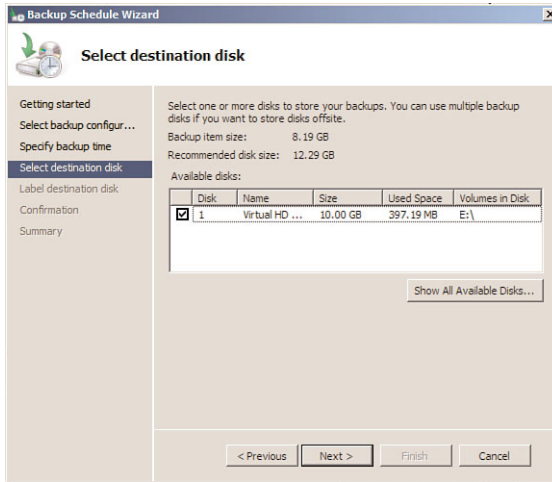 Backup Schedule Wizard
Select destination disk
Getting started
Select backup configur...
Specify backup time
Select destination disk
Label destination disk
Confirmation
Summary
Select one or more disks to store your backups. You can use multiple backup
disks if you want to store disks offsite.
Backup item size: 8.19 GB
Recommended disk size: 12.29 GB
Available disks:
Disk Name Size Used Space Volumes in Disk
1 Virtual HD ... 10.00 GB 397.19 MB E:\
Show All Available Disks...
< Previous Next > Finish Cancel